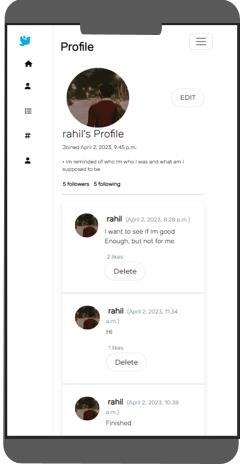 Profile
EDIT
rahil's Profile
Joined April 2, 2023, 9:45 p.m.
• Im reminded of who Im who I was and what am I
supposed to be
5 followers 5 following
rahil (April 2, 2023, 8:28 p.m.)
I want to see if Im good
Enough, but not for me
2 likes
Delete
rahil (April 2, 2023, 11:34
a.m.)
Hi
1 likes
Delete
rahil (April 2, 2023, 10:38
a.m.)
Finished